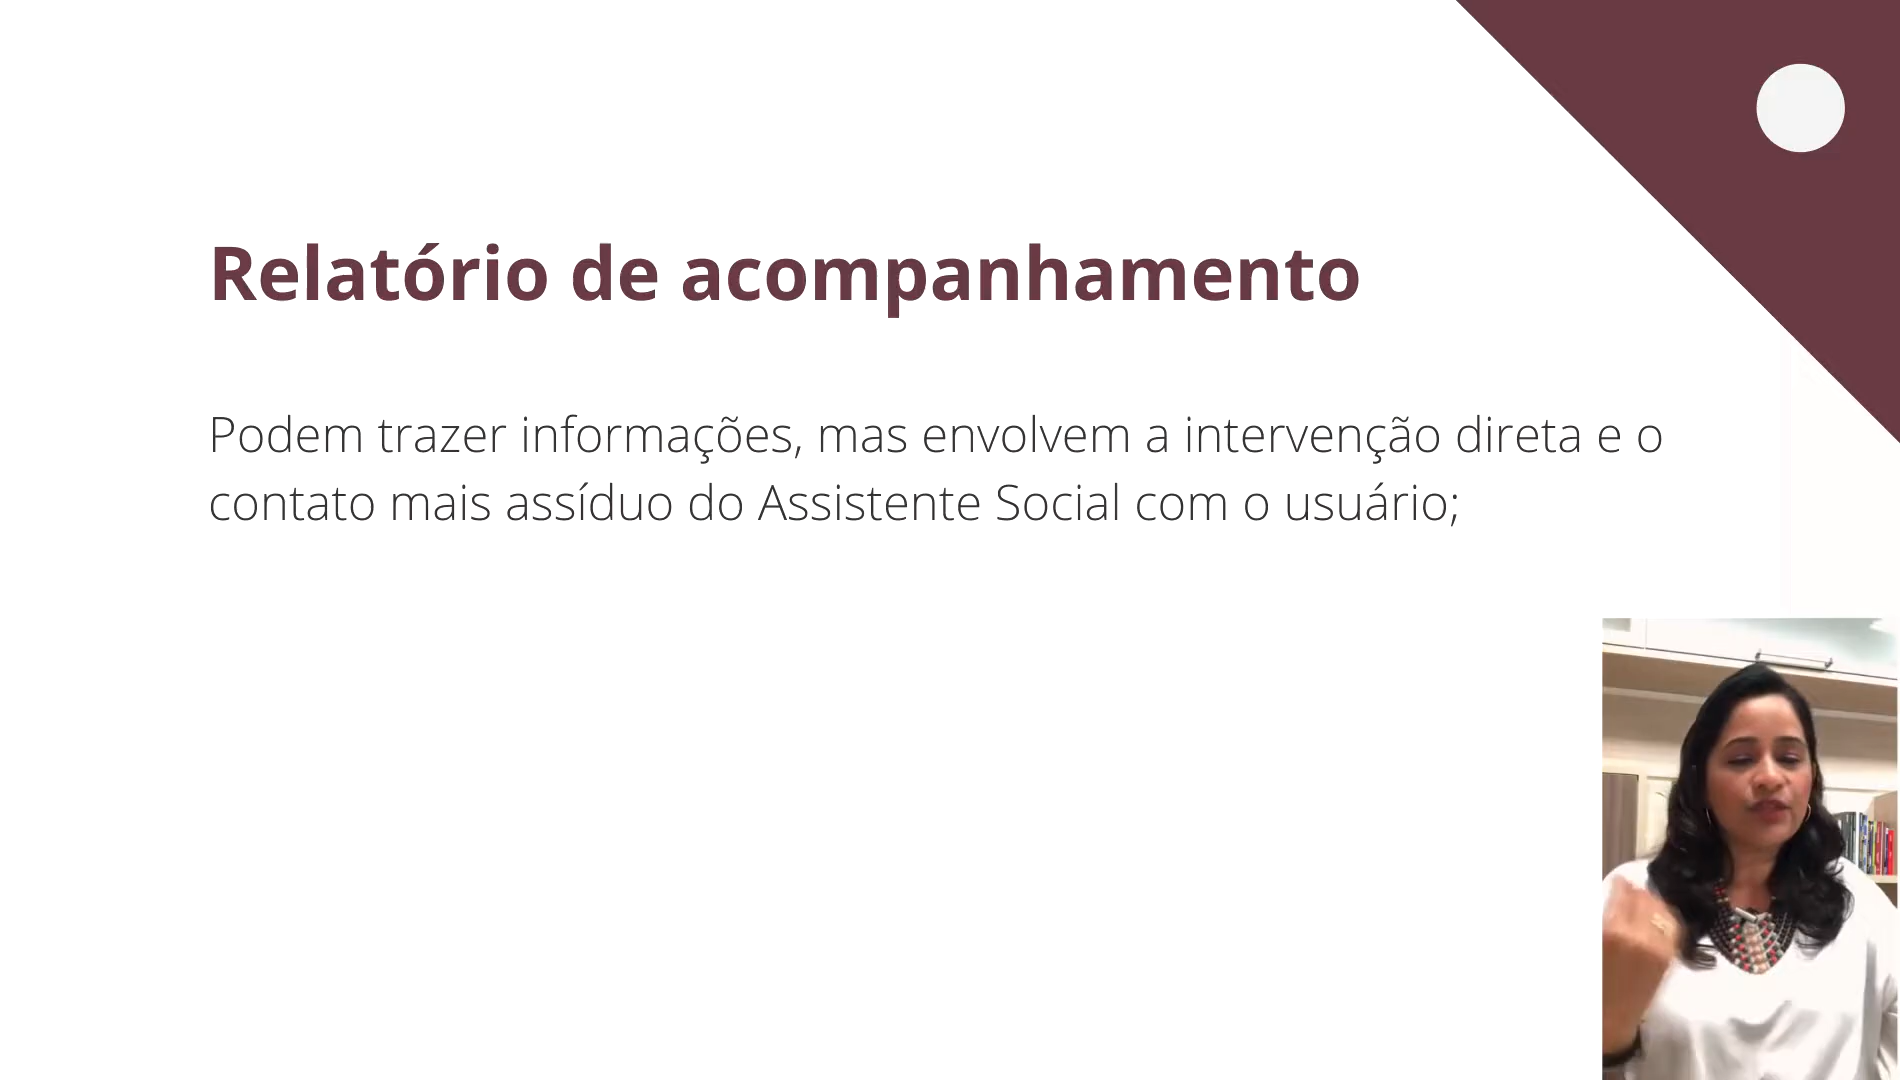 Relatório de acompanhamento
Podem trazer informações, mas envolvem a intervenção direta e o
contato mais assíduo do Assistente Social com o usuário;